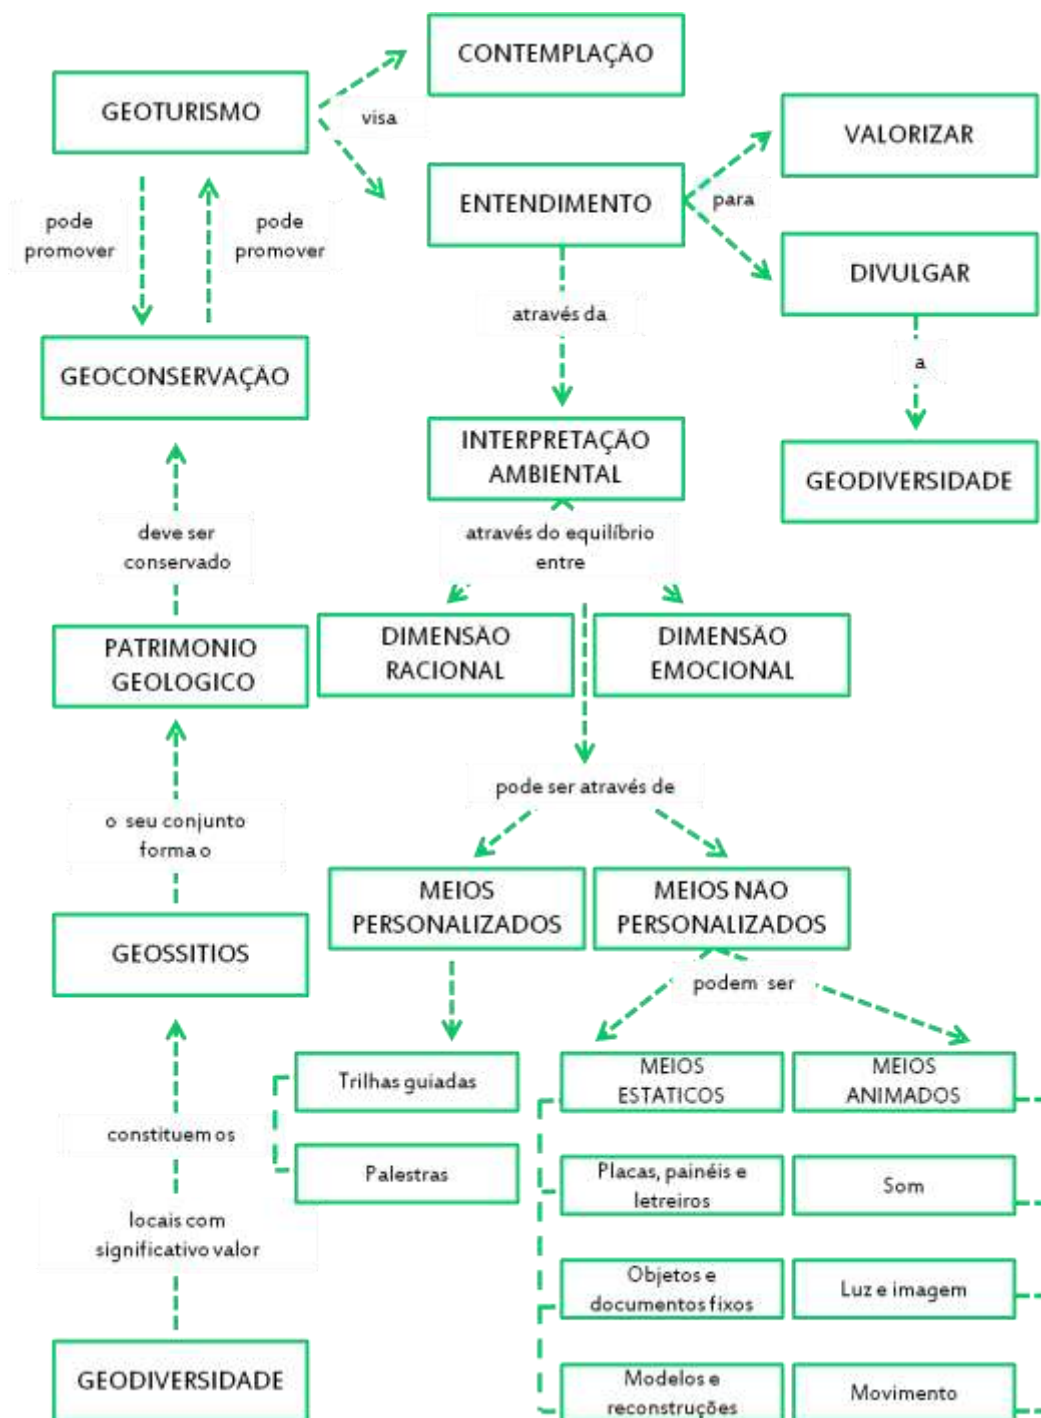 CONTEMPLAÇÃO
GEOTURISMO
visa
VALORIZAR
ENTENDIMENTO
para
pode
promover
pode
promover
DIVULGAR
através da
a
GEOCONSERVAÇÃO
INTERPRETAÇÃO
AMBIENTAL
GEODIVERSIDADE
deve ser
conservado
através do equilíbrio
entre
PATRIMONIO
GEOLOGICO
DIMENSÃO
RACIONAL
DIMENSÃO
EMOCIONAL
pode ser através de
o seu conjunto
forma o
MEIOS
PERSONALIZADOS
MEIOS NÃO
PERSONALIZADOS
GEOSSITIOS
podem ser
Trilhas guiadas
MEIOS
ESTATICOS
MEIOS
ANIMADOS
constituem os
Palestras
Placas, painéis e
letreiros
Som
locais com
significativo valor
Objetos e
documentos fixos
Luz e imagem
GEODIVERSIDADE
Modelos e
reconstruções
Movimento